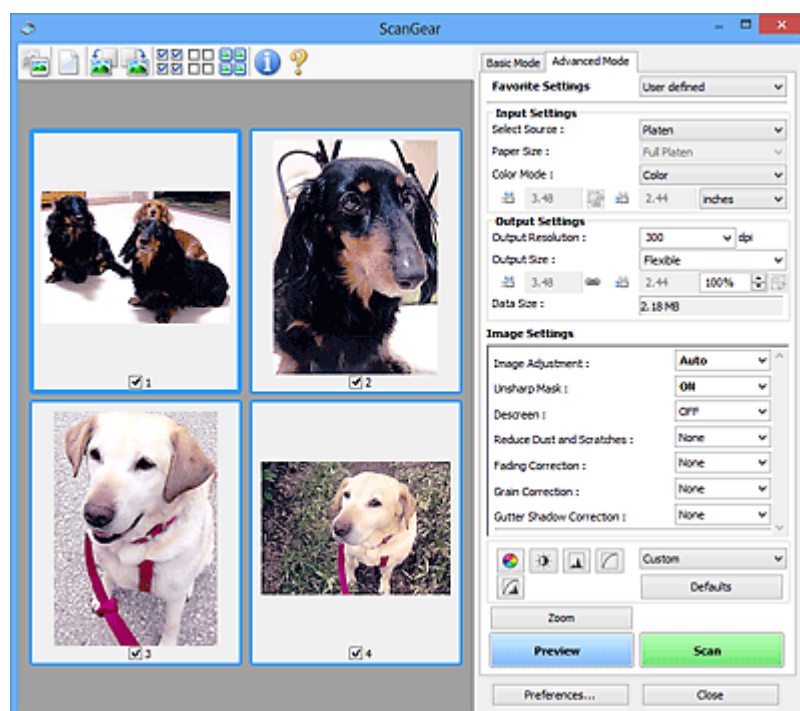 ScanGear
Basic Mode Advanced Mode
Favorite Settings User defined
Input Settings
Select Source : Platen
Paper Size : Full Platen
Color Mode : Color
3.48 2.44 inches
Output Settings
Output Resolution : 300 dpi
Output Size : Flexible
3.48 2.44 100%
Data Size : 2.18 MB
Image Settings
Image Adjustment : Auto
Unsharp Mask : ON
Descreen : OFF
Reduce Dust and Scratches : None
Fading Correction : None
Grain Correction : None
Gutter Shadow Correction : None
Custom
Defaults
Zoom
Preview Scan
Preferences... Close
1
2
3
4